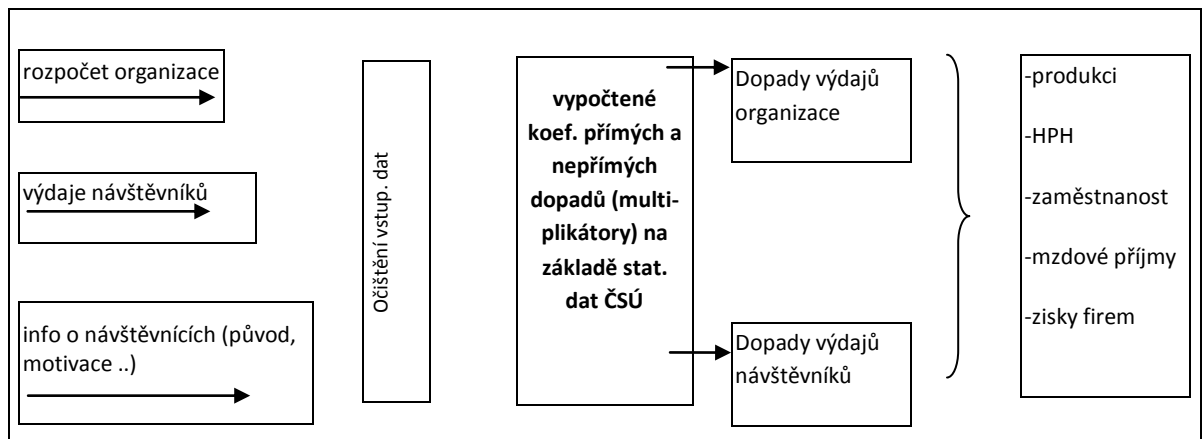 rozpočet organizace
výdaje návštěvníků
info o návštěvnících (původ,
motivace ..)
Očištění vstup. dat
vypočtené
koef. přímých a
nepřímých
dopadů (multi-
plikátory) na
základě stat.
dat ČSÚ
Dopady výdajů
organizace
Dopady výdajů
návštěvníků
-produkci
-HPH
-zaměstnanost
-mzdové příjmy
-zisky firem